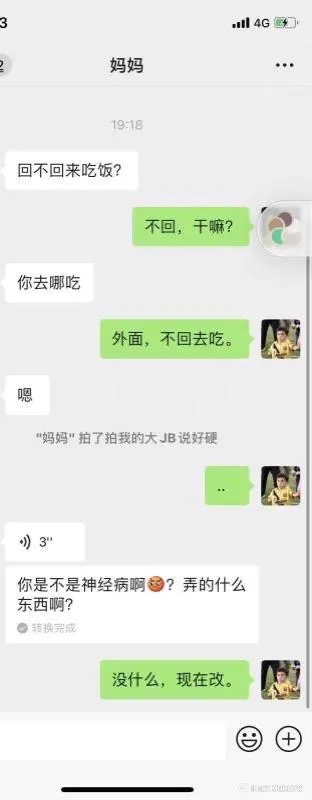 3
4G
2
妈妈
19:18
回不回来吃饭？
不回，干嘛？
你去哪吃
外面，不回去吃。
嗯
"妈妈" 拍了拍我的大 JB 说好硬
..
3"
你是不是神经病啊😡？弄的什么
东西啊？
转换完成
没什么，现在改。